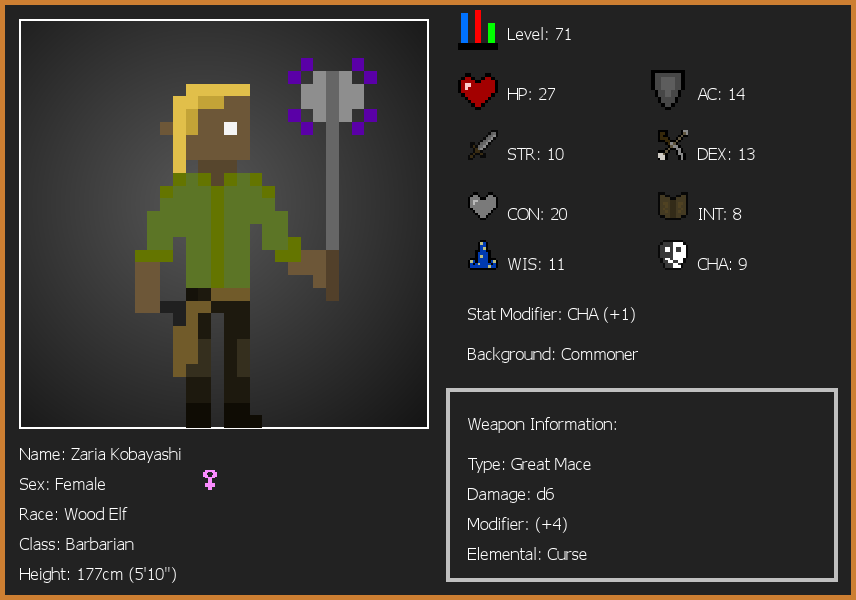 Level: 71
HP: 27
AC: 14
STR: 10
DEX: 13
CON: 20
INT: 8
WIS: 11
CHA: 9
Stat Modifier: CHA (+1)
Background: Commoner
Weapon Information:
Type: Great Mace
Damage: d6
Modifier: (+4)
Elemental: Curse
Name: Zaria Kobayashi
Sex: Female
Race: Wood Elf
Class: Barbarian
Height: 177cm (5'10")